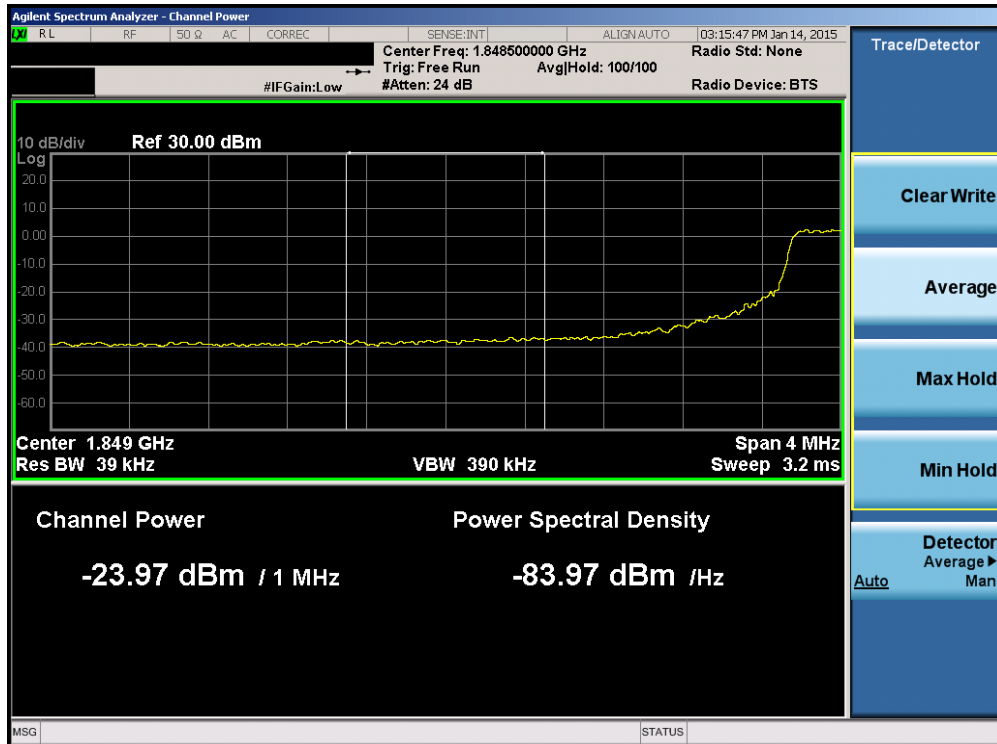 Agilent Spectrum Analyzer - Channel Power
LXI RL RF 50 Ω AC CORREC SENSE:INT ALIGN AUTO 03:15:47 PM Jan 14, 2015
Center Freq: 1.848500000 GHz Radio Std: None
Trig: Free Run Avg|Hold: 100/100
#IFGain:Low #Atten: 24 dB Radio Device: BTS
10 dB/div Ref 30.00 dBm
Log
20.0
10.0
0.00
-10.0
-20.0
-30.0
-40.0
-50.0
-60.0
Center 1.849 GHz Span 4 MHz
Res BW 39 kHz VBW 390 kHz Sweep 3.2 ms
Channel Power Power Spectral Density
-23.97 dBm / 1 MHz -83.97 dBm /Hz
MSG STATUS
Trace/Detector
Clear Write
Average
Max Hold
Min Hold
Detector
Average▶
Auto Man